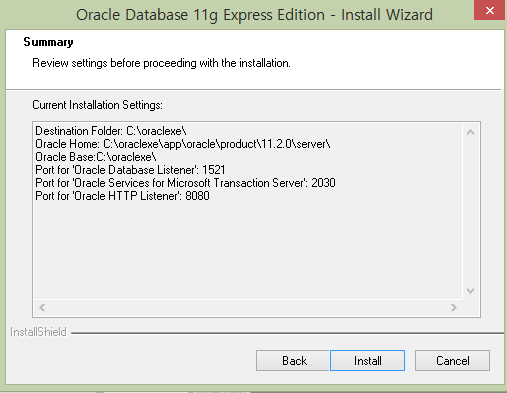 Oracle Database 11g Express Edition - Install Wizard
Summary
Review settings before proceeding with the installation.
Current Installation Settings:
Destination Folder: C:\oraclexe\
Oracle Home: C:\oraclexe\app\oracle\product\11.2.0\server\
Oracle Base:C:\oraclexe\
Port for 'Oracle Database Listener': 1521
Port for 'Oracle Services for Microsoft Transaction Server': 2030
Port for 'Oracle HTTP Listener': 8080
InstallShield
Back Install Cancel